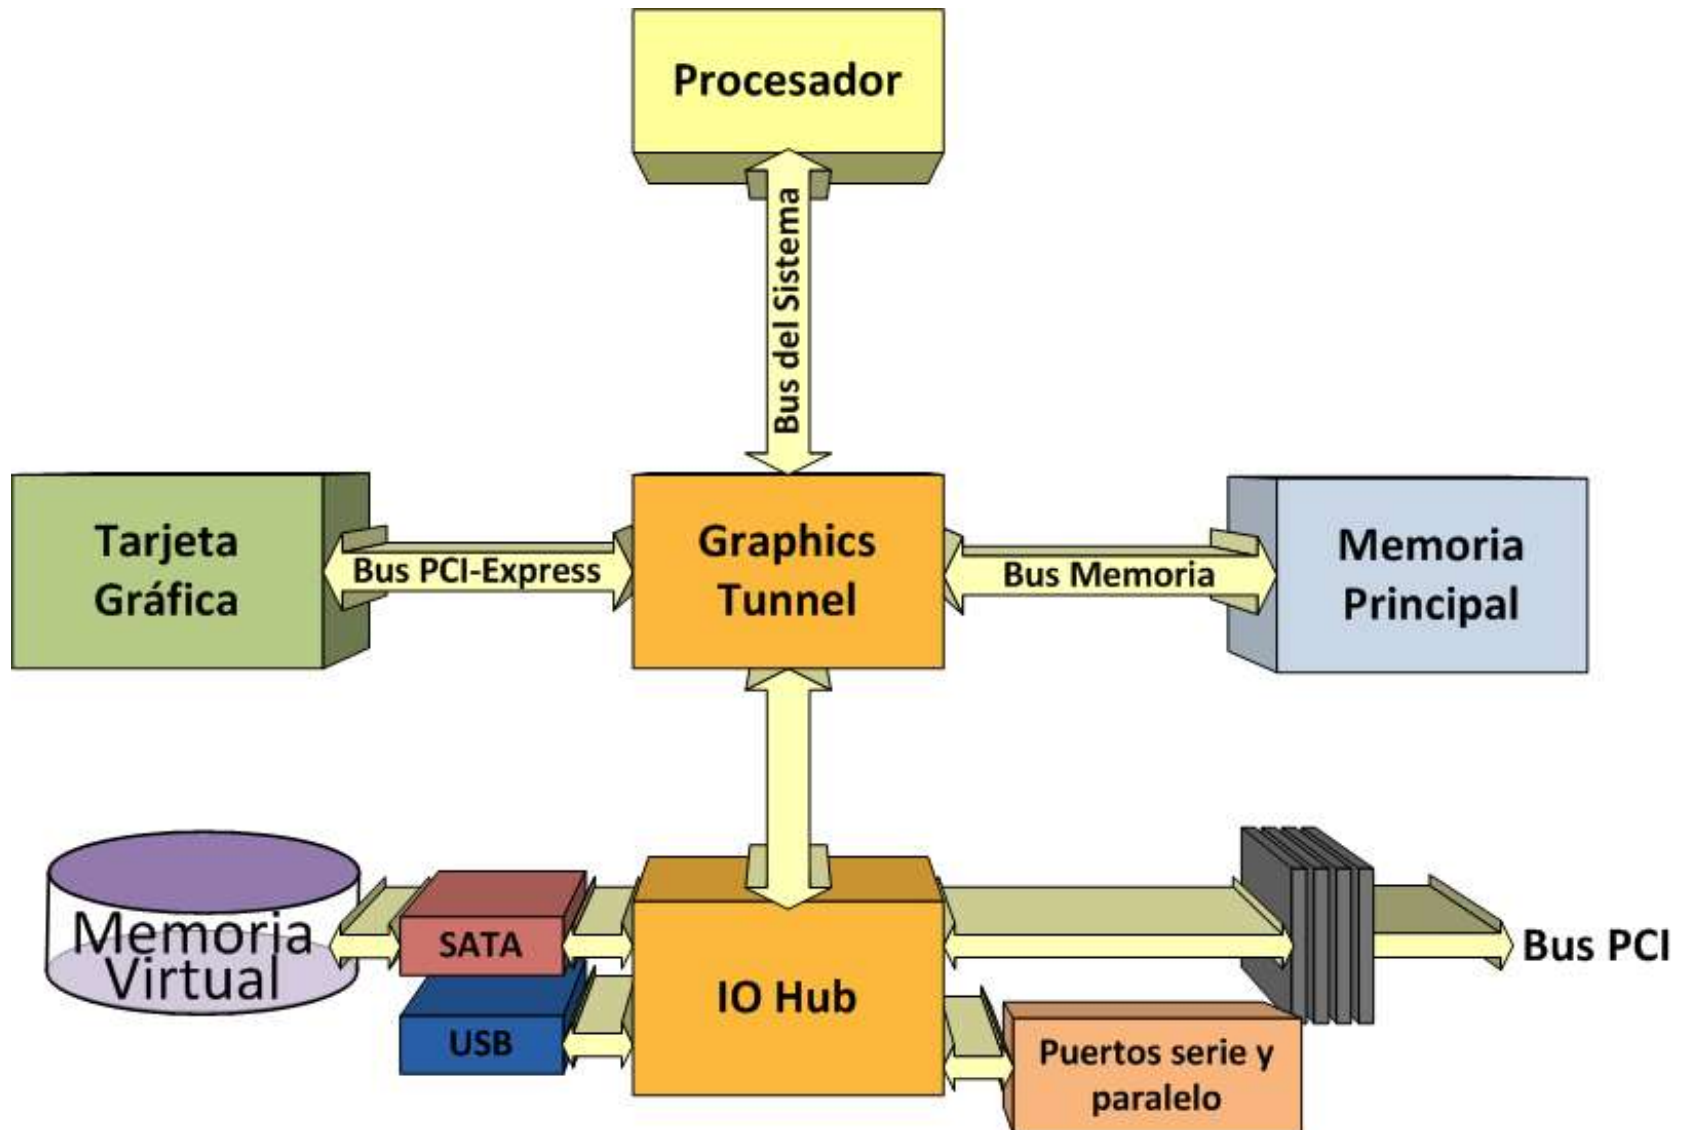 Procesador
Bus del Sistema
Tarjeta
Gráfica
Bus PCI-Express
Graphics
Tunnel
Bus Memoria
Memoria
Principal
Memoria
Virtual
SATA
USB
IO Hub
Bus PCI
Puertos serie y
paralelo